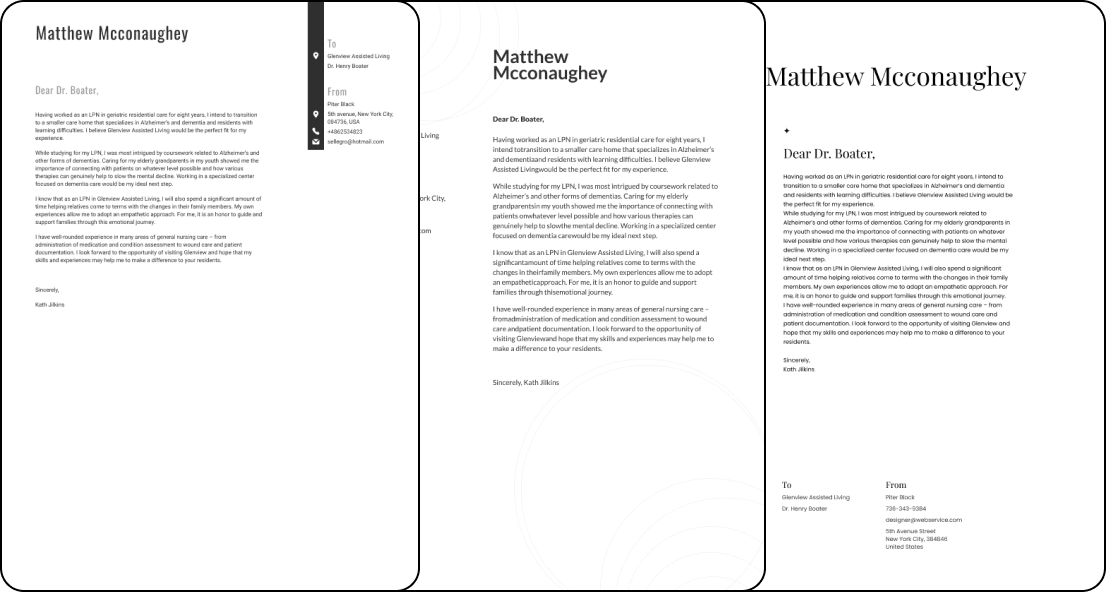 Matthew Mcconaughey
Dear Dr. Boater,
Having worked as an LPN in geriatric residential care for eight years, I intend to transition
to a smaller care home that specializes in Alzheimer's and dementia and residents with
learning difficulties. I believe Glenview Assisted Living would be the perfect fit for my
experience.
While studying for my LPN, I was most intrigued by coursework related to Alzheimer's and
other forms of dementias. Caring for my elderly grandparents in my youth showed me the
importance of connecting with patients on whatever level possible and how various
therapies can genuinely help to slow the mental decline. Working in a specialized center
focused on dementia care would be my ideal next step.
I know that as an LPN in Glenview Assisted Living, I will also spend a significant amount of
time helping relatives come to terms with the changes in their family members. My own
experiences allow me to adopt an empathetic approach. For me, it is an honor to guide and
support families through this emotional journey.
I have well-rounded experience in many areas of general nursing care – from
administration of medication and condition assessment to wound care and patient
documentation. I look forward to the opportunity of visiting Glenview and hope that my
skills and experiences may help me to make a difference to your residents.
Sincerely,
Kath Jilkins
To
Glenview Assisted Living
Dr. Henry Boater
From
Piter Black
5th avenue, New York City,
094736, USA
+4862534823
sellegro@hotmail.com
Living
ork City,
com
Matthew
Mcconaughey
Dear Dr. Boater,
Having worked as an LPN in geriatric residential care for eight years, I
intend totransition to a smaller care home that specializes in Alzheimer's
and dementiaand residents with learning difficulties. I believe Glenview
Assisted Livingwould be the perfect fit for my experience.
While studying for my LPN, I was most intrigued by coursework related to
Alzheimer's and other forms of dementias. Caring for my elderly
grandparentsin my youth showed me the importance of connecting with
patients onwhatever level possible and how various therapies can
genuinely help to slowthe mental decline. Working in a specialized center
focused on dementia carewould be my ideal next step.
I know that as an LPN in Glenview Assisted Living, I will also spend a
significantamount of time helping relatives come to terms with the
changes in theirfamily members. My own experiences allow me to adopt
an empatheticapproach. For me, it is an honor to guide and support
families through thisemotional journey.
I have well-rounded experience in many areas of general nursing care –
fromadministration of medication and condition assessment to wound
care andpatient documentation. I look forward to the opportunity of
visiting Glenviewand hope that my skills and experiences may help me to
make a difference to your residents.
Sincerely, Kath Jilkins
Matthew Mcconaughey
Dear Dr. Boater,
Having worked as an LPN in geriatric residential care for eight years, I intend to
transition to a smaller care home that specializes in Alzheimer's and dementia
and residents with learning difficulties. I believe Glenview Assisted Living would be
the perfect fit for my experience.
While studying for my LPN, I was most intrigued by coursework related to
Alzheimer's and other forms of dementias. Caring for my elderly grandparents in
my youth showed me the importance of connecting with patients on whatever
level possible and how various therapies can genuinely help to slow the mental
decline. Working in a specialized center focused on dementia care would be my
ideal next step.
I know that as an LPN in Glenview Assisted Living, I will also spend a significant
amount of time helping relatives come to terms with the changes in their family
members. My own experiences allow me to adopt an empathetic approach. For
me, it is an honor to guide and support families through this emotional journey.
I have well-rounded experience in many areas of general nursing care – from
administration of medication and condition assessment to wound care and
patient documentation. I look forward to the opportunity of visiting Glenview and
hope that my skills and experiences may help me to make a difference to your
residents.
Sincerely,
Kath Jilkins
To
Glenview Assisted Living
Dr. Henry Boater
From
Piter Black
736-343-9384
designer@webservice.com
5th Avenue Street
New York City, 384846
United States